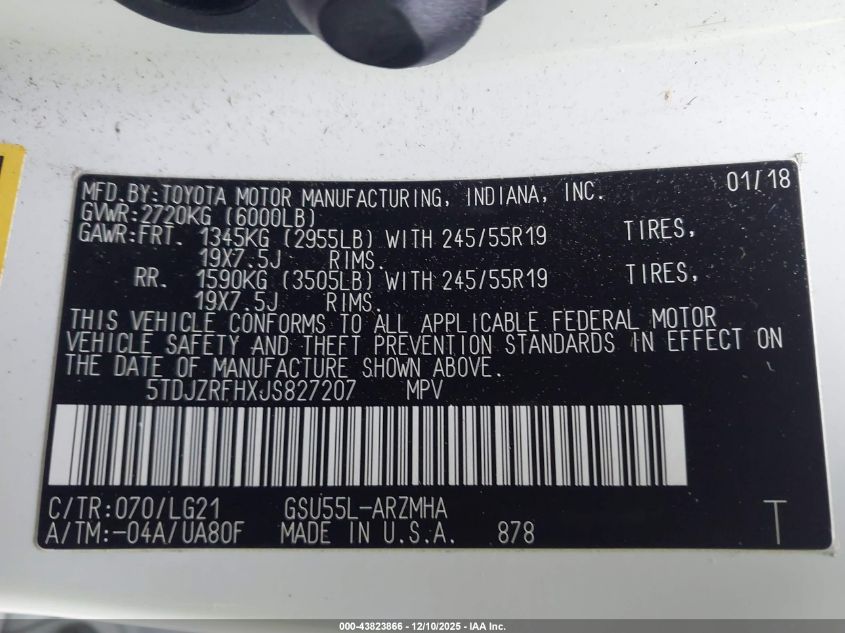 MFD.BY:TOYOTA MOTOR MANUFACTURING, INDIANA, INC. 01/18
GVWR:2720KG (6000LB)
GAWR:FRT. 1345KG (2955LB) WITH 245/55R19 TIRES,
19X7.5J RIMS.
RR. 1590KG (3505LB) WITH 245/55R19 TIRES,
19X7.5J RIMS.
THIS VEHICLE CONFORMS TO ALL APPLICABLE FEDERAL MOTOR
VEHICLE SAFETY AND THEFT PREVENTION STANDARDS IN EFFECT ON
THE DATE OF MANUFACTURE SHOWN ABOVE.
5TDJZRFHXJS827207 MPV
C/TR:070/LG21 GSU55L-ARZMHA
A/TM:-04A/UA80F MADE IN U.S.A. 878 T
000-43823866 - 12/10/2025 - IAA Inc.